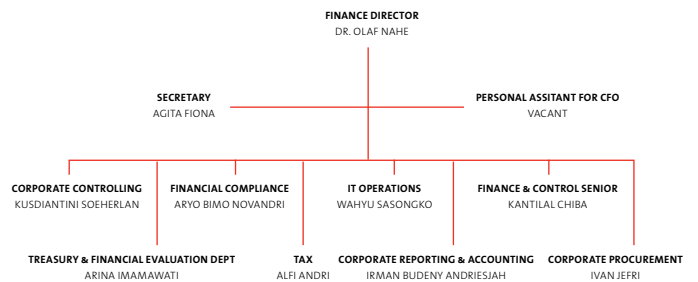 FINANCE DIRECTOR
DR. OLAF NAHE
SECRETARY
AGITA FIONA
PERSONAL ASSITANT FOR CFO
VACANT
CORPORATE CONTROLLING
KUSDIANTINI SOEHERLAN
FINANCIAL COMPLIANCE
ARYO BIMO NOVANDRI
IT OPERATIONS
WAHYU SASONGKO
FINANCE & CONTROL SENIOR
KANTILAL CHIBA
TREASURY & FINANCIAL EVALUATION DEPT
ARINA IMAMAWATI
TAX
ALFI ANDRI
CORPORATE REPORTING & ACCOUNTING
IRMAN BUDENY ANDRIESJAH
CORPORATE PROCUREMENT
IVAN JEFRI